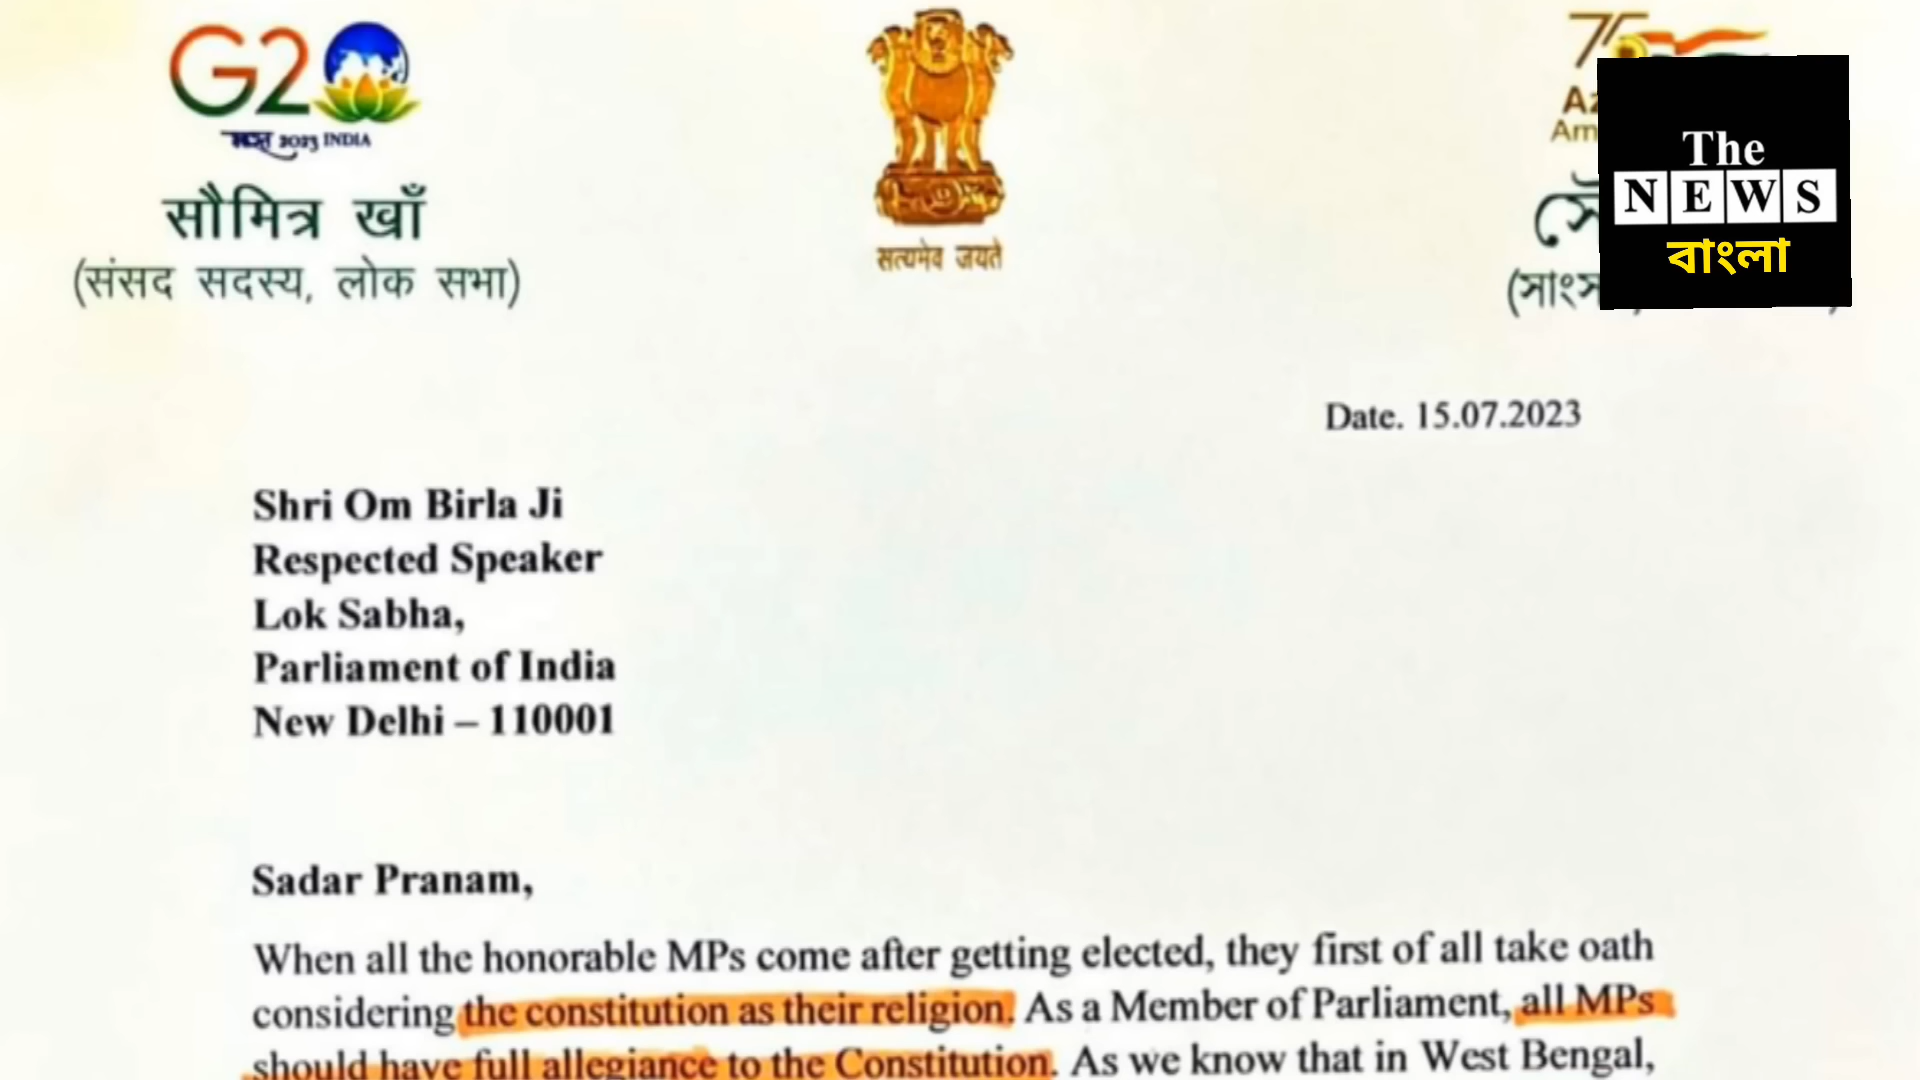 G20
भारत 2023 INDIA
सौमित्र खाँ
(संसद सदस्य, लोक सभा)
सत्यमेव जयते
75
The
NEWS
বাংলা
Date. 15.07.2023
Shri Om Birla Ji
Respected Speaker
Lok Sabha,
Parliament of India
New Delhi – 110001
Sadar Pranam,
When all the honorable MPs come after getting elected, they first of all take oath
considering the constitution as their religion. As a Member of Parliament, all MPs
should have full allegiance to the Constitution. As we know that in West Bengal,